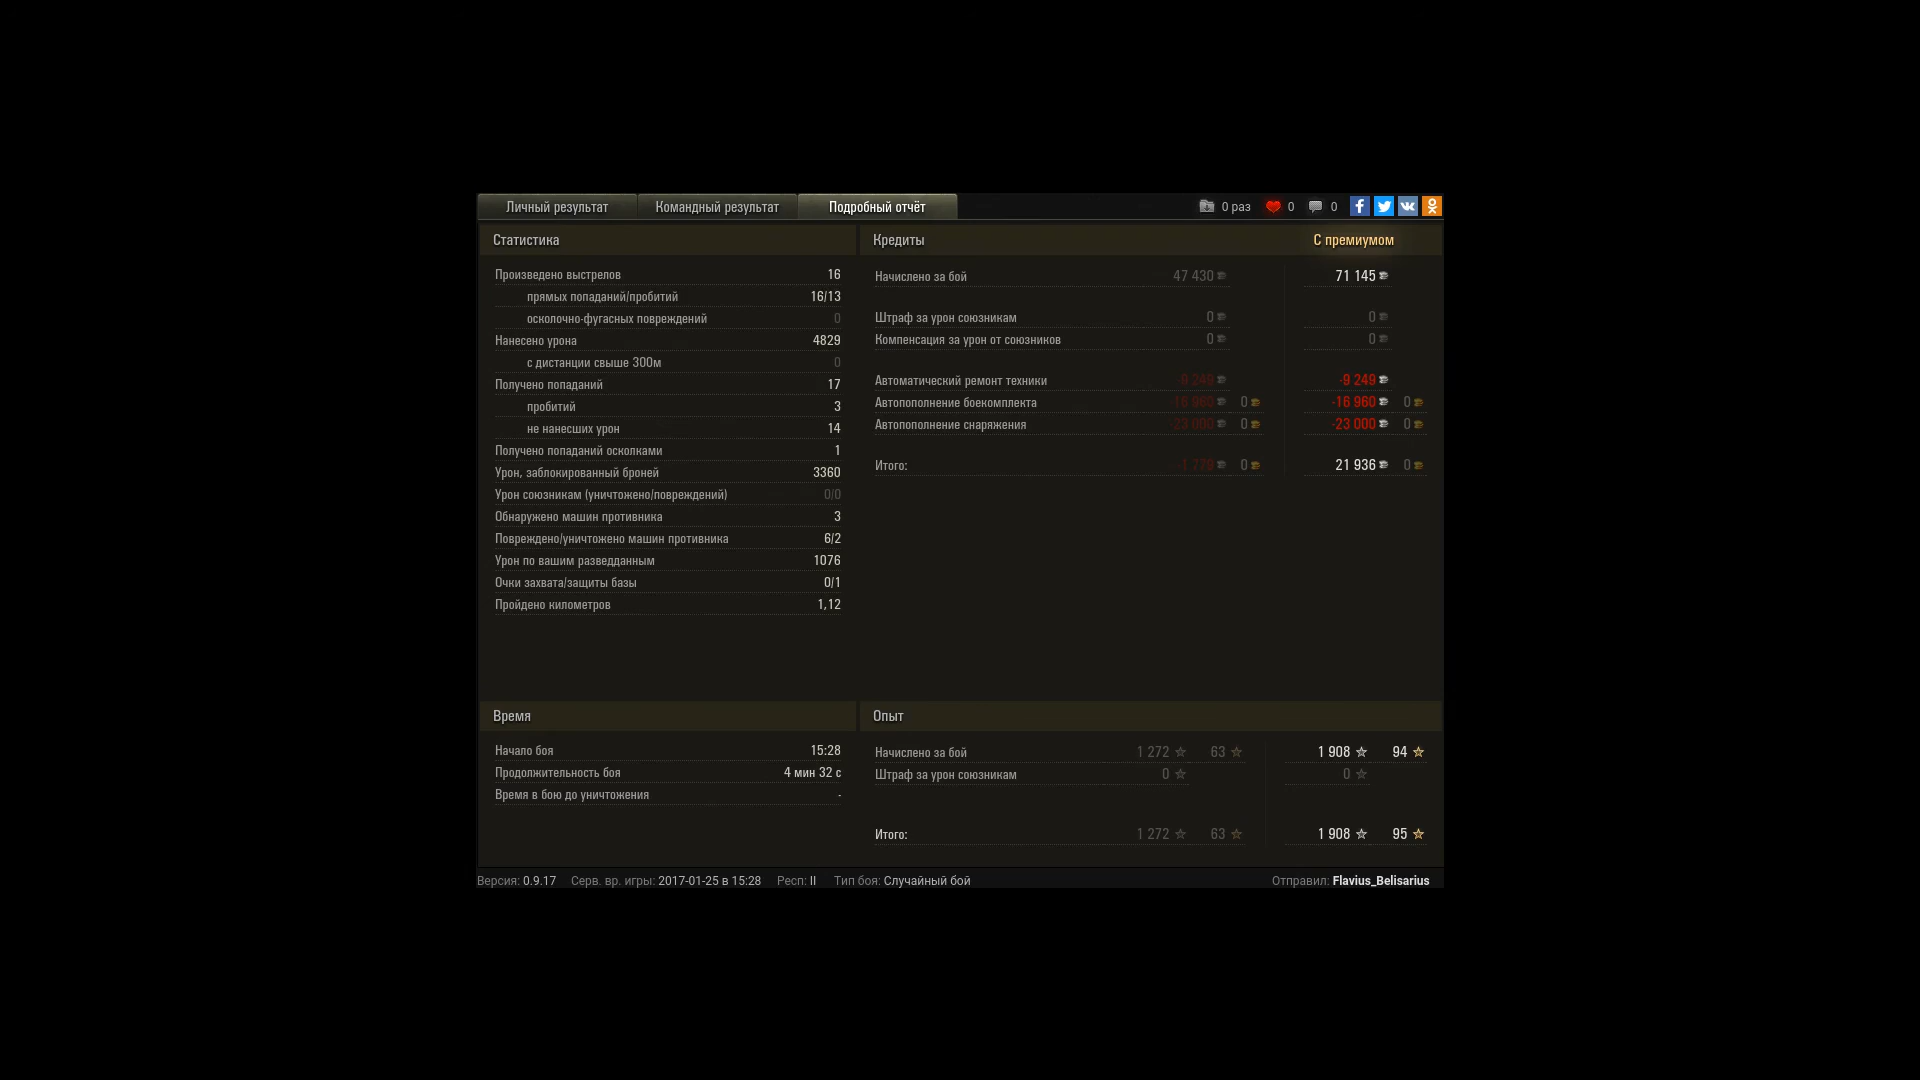 Личный результат Командный результат Подробный отчёт 0 раз 0 0
Статистика
Произведено выстрелов 16
прямых попаданий/пробитий 16/13
осколочно-фугасных повреждений 0
Нанесено урона 4829
с дистанции свыше 300м 0
Получено попаданий 17
пробитий 3
не нанесших урон 14
Получено попаданий осколками 1
Урон, заблокированный броней 3360
Урон союзникам (уничтожено/повреждений) 0/0
Обнаружено машин противника 3
Повреждено/уничтожено машин противника 6/2
Урон по вашим разведданным 1076
Очки захвата/защиты базы 0/1
Пройдено километров 1,12
Кредиты С премиумом
Начислено за бой 47 430 71 145
Штраф за урон союзникам 0 0
Компенсация за урон от союзников 0 0
Автоматический ремонт техники -9 249 -9 249
Автопополнение боекомплекта -16 960 0 -16 960 0
Автопополнение снаряжения -23 000 0 -23 000 0
Итого: -1 779 0 21 936 0
Время
Начало боя 15:28
Продолжительность боя 4 мин 32 с
Время в бою до уничтожения -
Опыт
Начислено за бой 1 272 63 1 908 94
Штраф за урон союзникам 0 0
Итого: 1 272 63 1 908 95
Версия: 0.9.17 Серв. вр. игры: 2017-01-25 в 15:28 Респ: II Тип боя: Случайный бой Отправил: Flavius_Belisarius